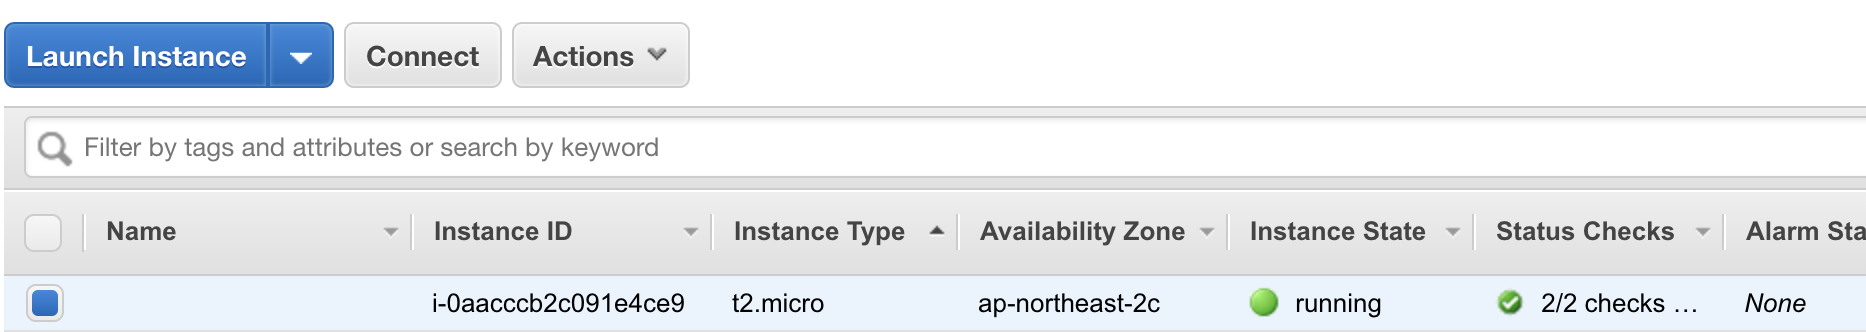 Launch Instance Connect Actions
Filter by tags and attributes or search by keyword
Name Instance ID Instance Type Availability Zone Instance State Status Checks Alarm Sta
i-0aacccb2c091e4ce9 t2.micro ap-northeast-2c running 2/2 checks … None